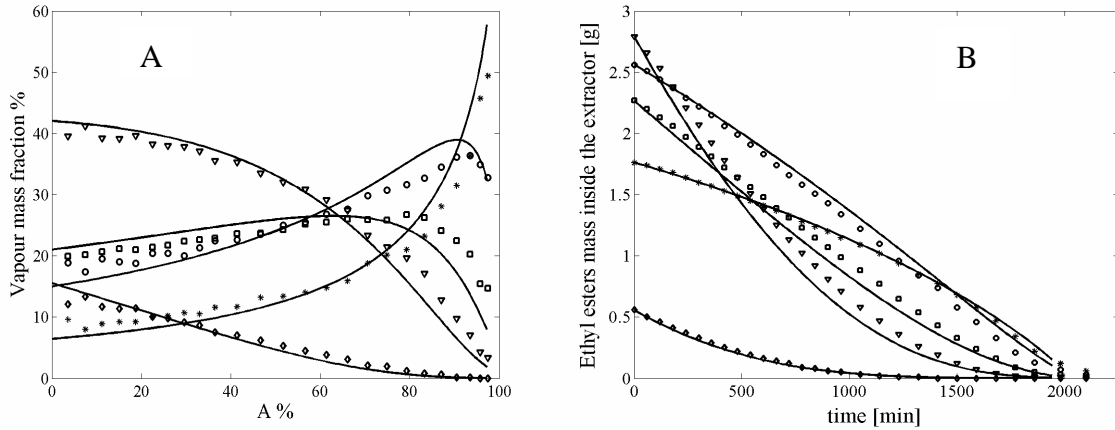 A
Vapour mass fraction %
60
50
40
30
20
10
0
0 20 40 60 80 100
A %
B
Ethyl esters mass inside the extractor [g]
3
2.5
2
1.5
1
0.5
0
0 500 1000 1500 2000
time [min]